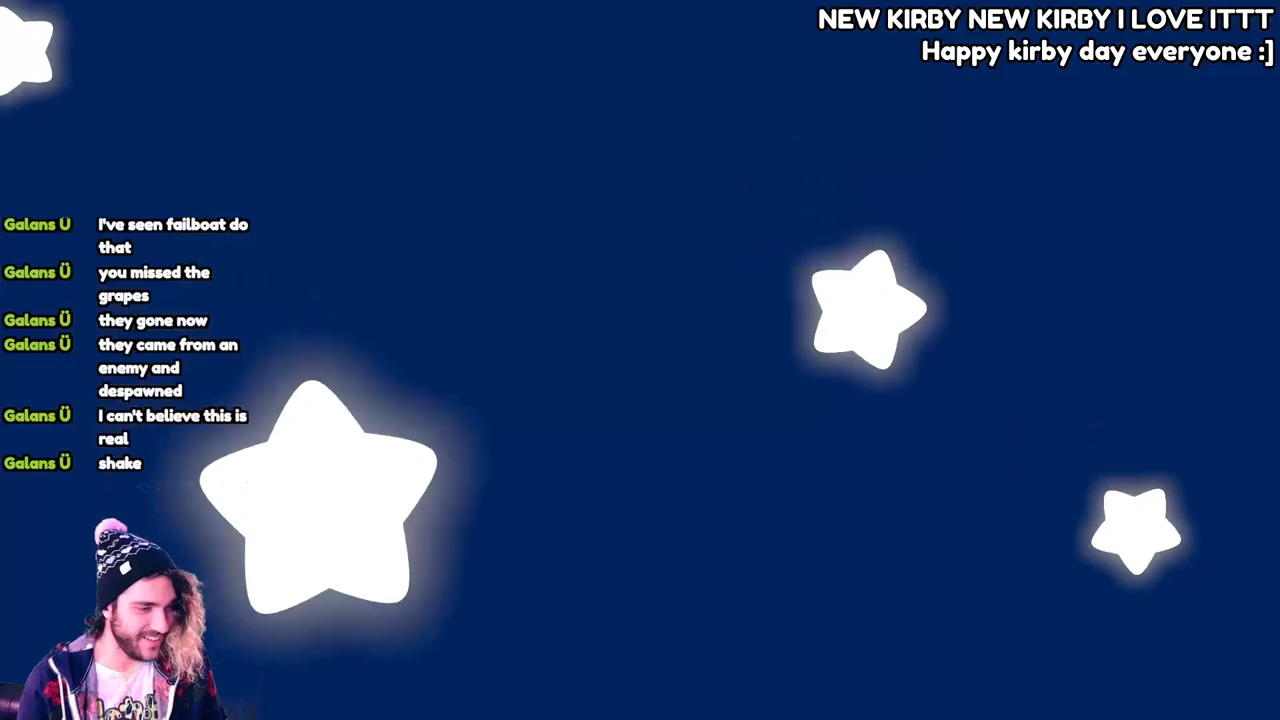 NEW KIRBY NEW KIRBY I LOVE ITTT
Happy kirby day everyone :]
Galans Ü I've seen failboat do
that
Galans Ü you missed the
grapes
Galans Ü they gone now
Galans Ü they came from an
enemy and
despawned
Galans Ü I can't believe this is
real
Galans Ü shake